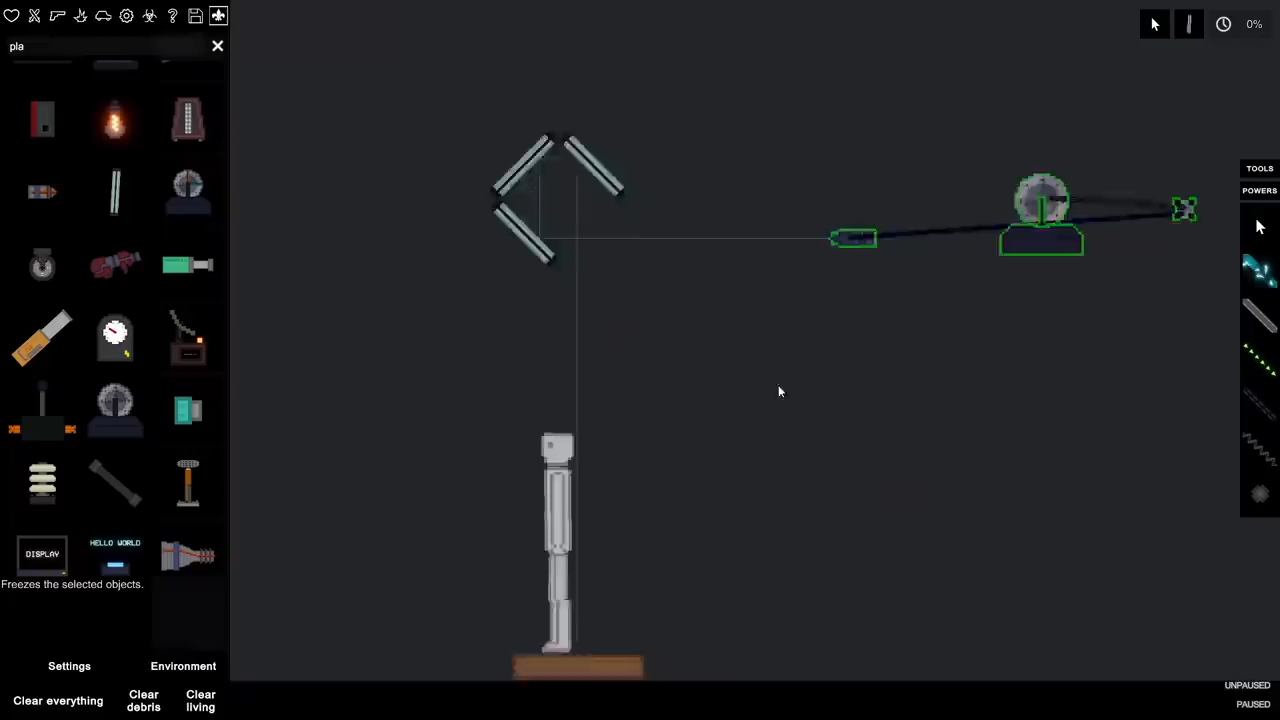 0%
pla
TOOLS
POWERS
DISPLAY
HELLO WORLD
Freezes the selected objects.
Settings
Environment
Clear everything
Clear
debris
Clear
living
UNPAUSED
PAUSED